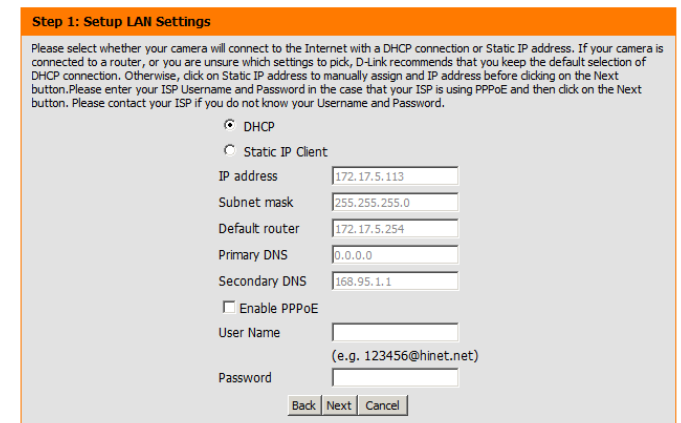 Step 1: Setup LAN Settings
Please select whether your camera will connect to the Internet with a DHCP connection or Static IP address. If your camera is
connected to a router, or you are unsure which settings to pick, D-Link recommends that you keep the default selection of
DHCP connection. Otherwise, click on Static IP address to manually assign and IP address before clicking on the Next
button.Please enter your ISP Username and Password in the case that your ISP is using PPPoE and then click on the Next
button. Please contact your ISP if you do not know your Username and Password.
DHCP
Static IP Client
IP address 172.17.5.113
Subnet mask 255.255.255.0
Default router 172.17.5.254
Primary DNS 0.0.0.0
Secondary DNS 168.95.1.1
Enable PPPoE
User Name
(e.g. 123456@hinet.net)
Password
Back Next Cancel